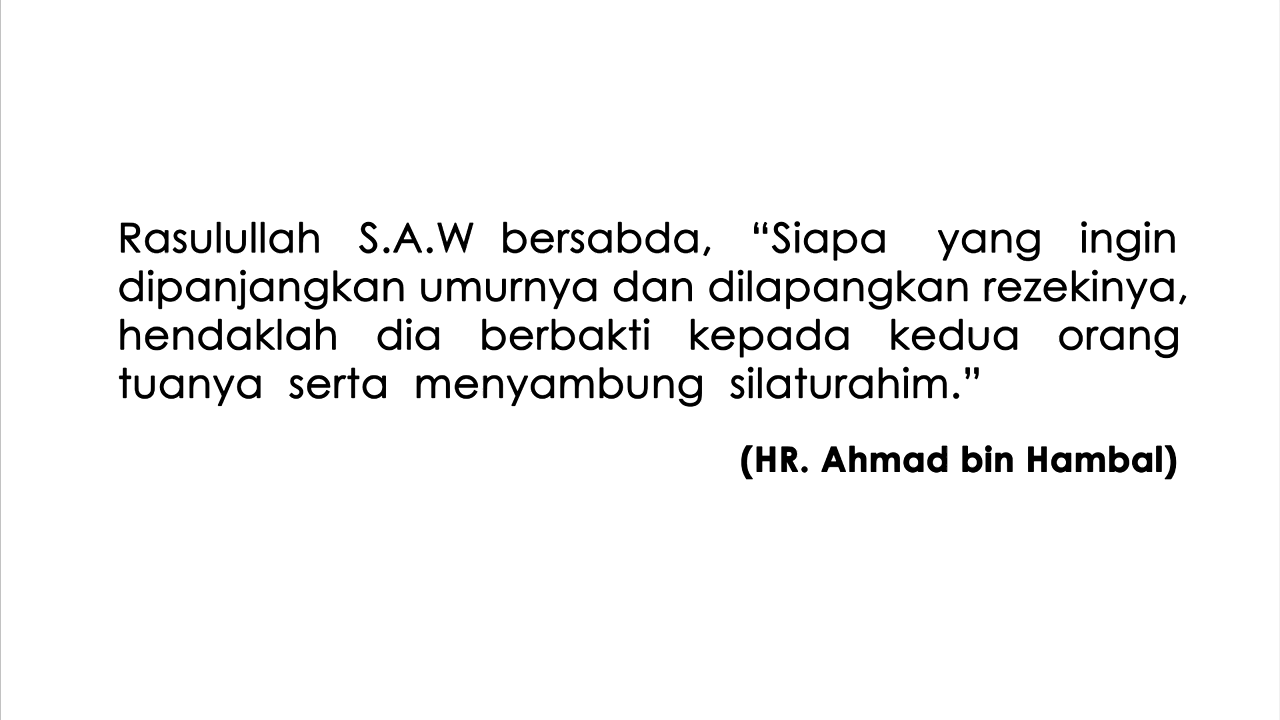 Rasulullah S.A.W bersabda, “Siapa yang ingin
dipanjangkan umurnya dan dilapangkan rezekinya,
hendaklah dia berbakti kepada kedua orang
tuanya serta menyambung silaturahim.”
(HR. Ahmad bin Hambal)